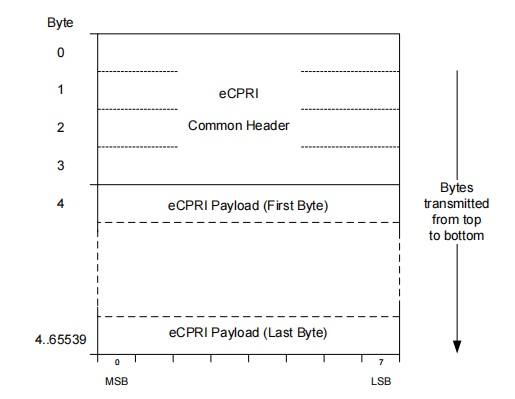 Byte
0
1
eCPRI
2
Common Header
3
4
eCPRI Payload (First Byte)
Bytes
transmitted
from top
to bottom
4..65539
eCPRI Payload (Last Byte)
0
7
MSB
LSB